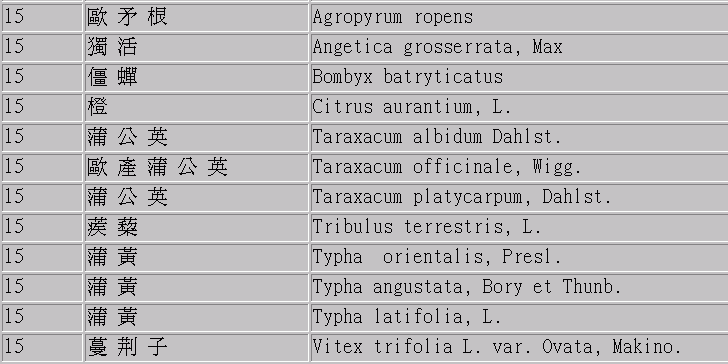 15 歐矛根 Agropyrum ropens
15 獨活 Angetica grosserrata, Max
15 僵蟬 Bombyx batryticatus
15 橙 Citrus aurantium, L.
15 蒲公英 Taraxacum albidum Dahlst.
15 歐產蒲公英 Taraxacum officinale, Wigg.
15 蒲公英 Taraxacum platycarpum, Dahlst.
15 蒺藜 Tribulus terrestris, L.
15 蒲黃 Typha orientalis, Presl.
15 蒲黃 Typha angustata, Bory et Thunb.
15 蒲黃 Typha latifolia, L.
15 蔓荆子 Vitex trifolia L. var. Ovata, Makino.